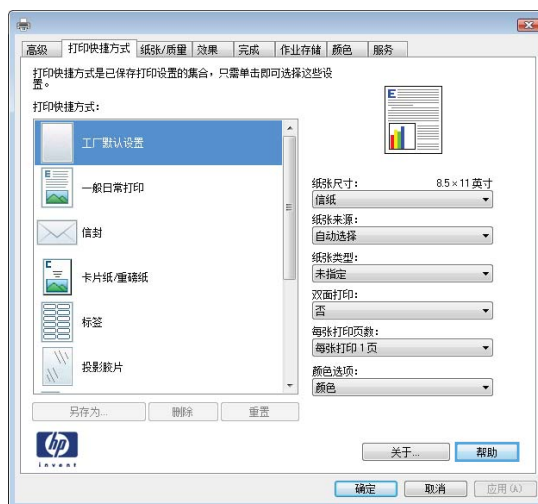 高级 打印快捷方式 纸张/质量 效果 完成 作业存储 颜色 服务
打印快捷方式是已保存打印设置的集合，只需单击即可选择这些设
置。
打印快捷方式：
工厂默认设置
一般日常打印
信封
卡片纸/重磅纸
标签
投影胶片
另存为... 删除 重置
E
纸张尺寸： 8.5×11 英寸
信纸
纸张来源：
自动选择
纸张类型：
未指定
双面打印：
否
每张打印页数：
每张打印 1 页
颜色选项：
颜色
hp
invent
关于... 帮助
确定 取消 应用(A)